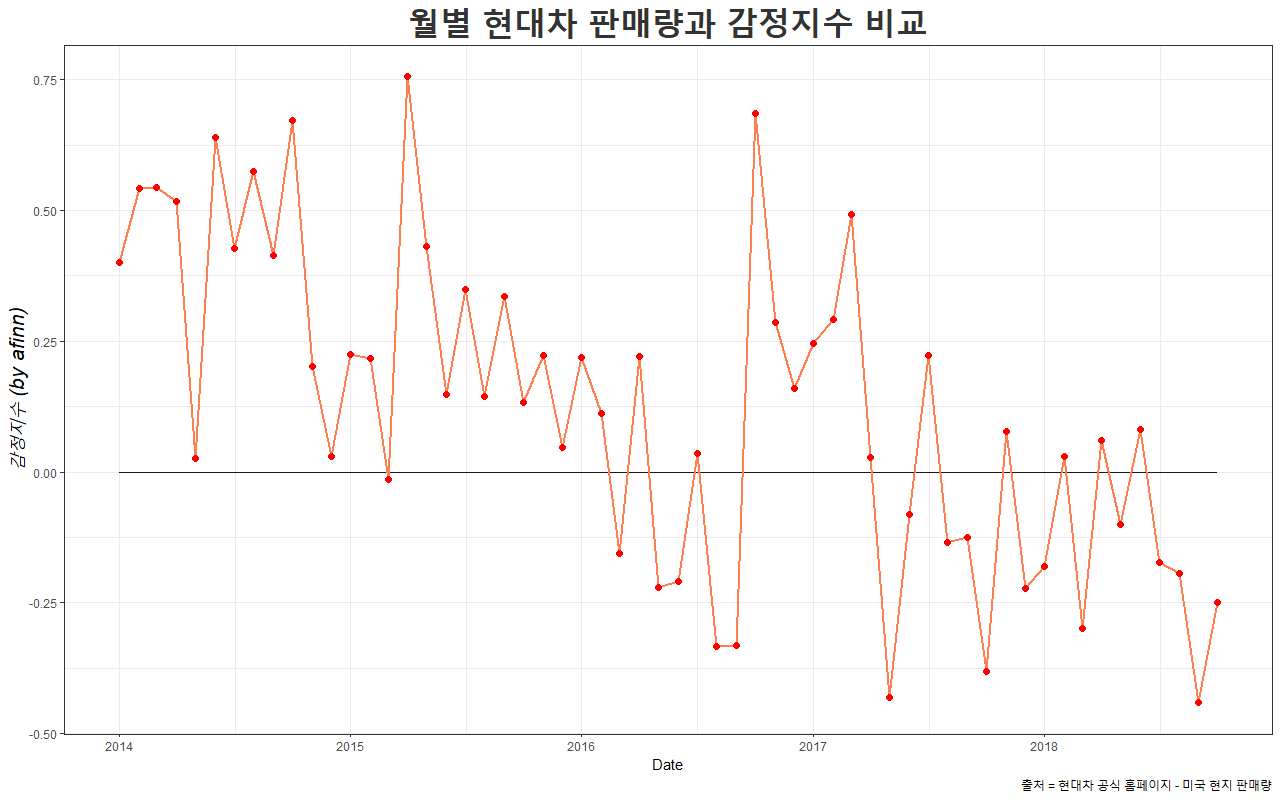 월별 현대차 판매량과 감정지수 비교
감정지수 (by afinn)
0.75
0.50
0.25
0.00
-0.25
-0.50
2014 2015 2016 2017 2018
Date
출처 = 현대차 공식 홈페이지 - 미국 현지 판매량